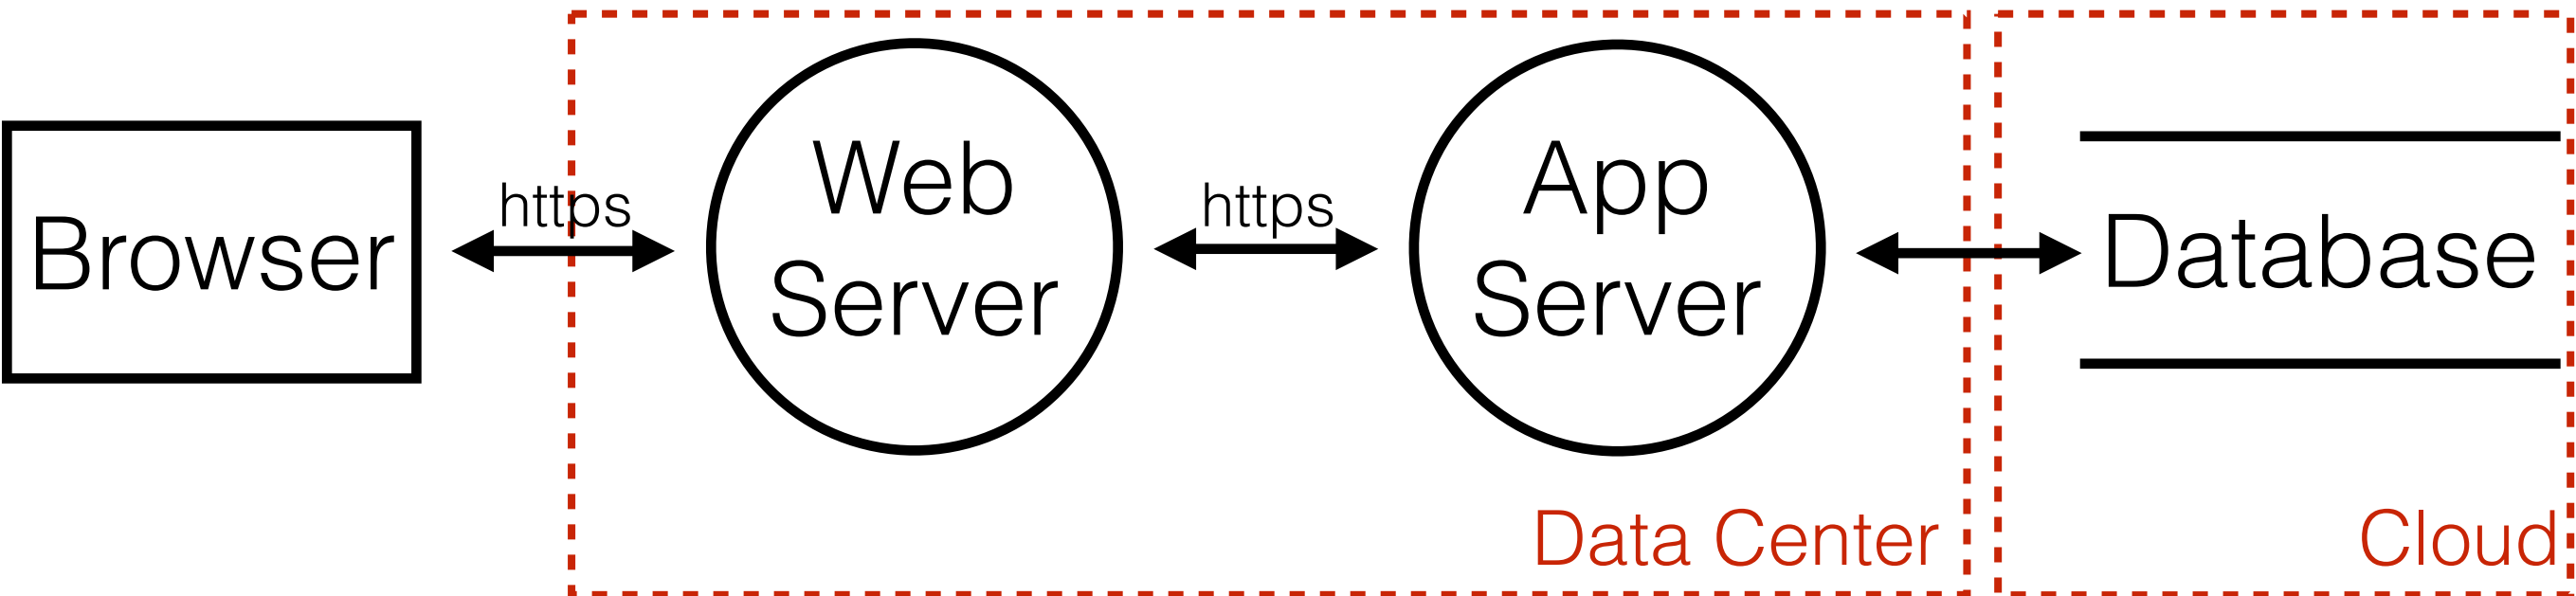 Browser
https
Web
Server
https
App
Server
Database
Data Center
Cloud